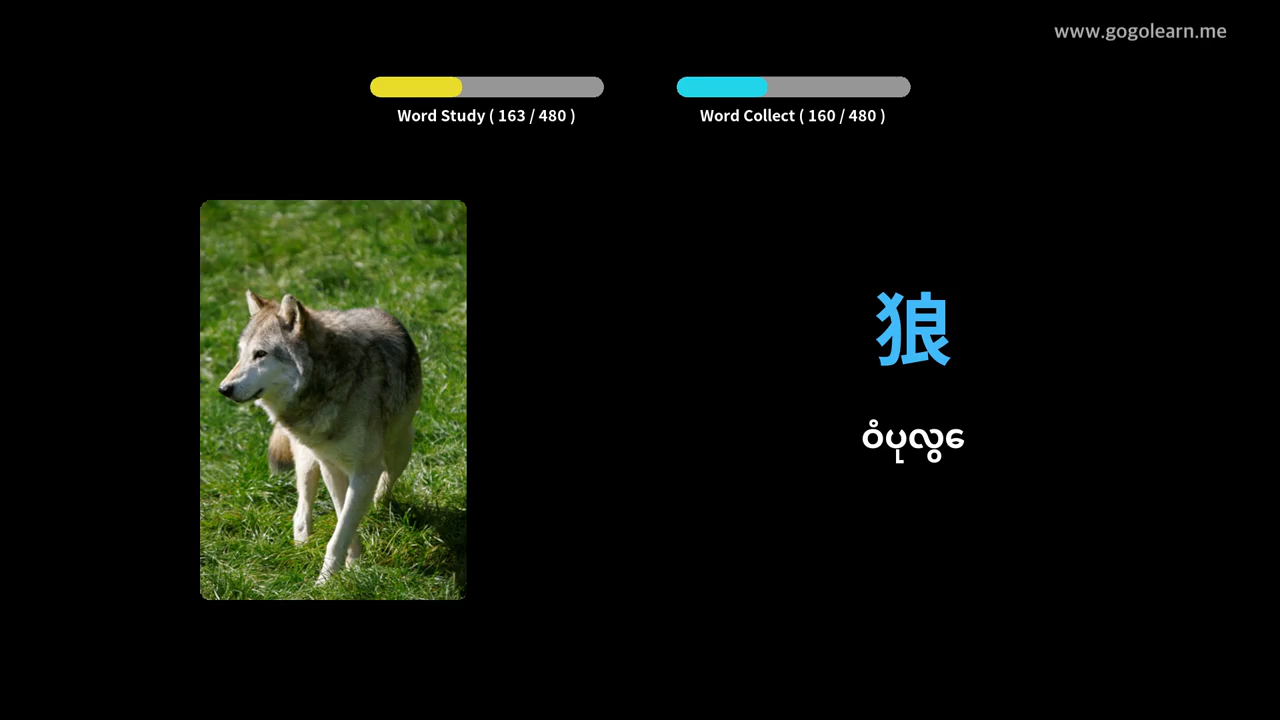 www.gogolearn.me
Word Study ( 163 / 480 )
Word Collect ( 160 / 480 )
狼
ဝံပုလွေ